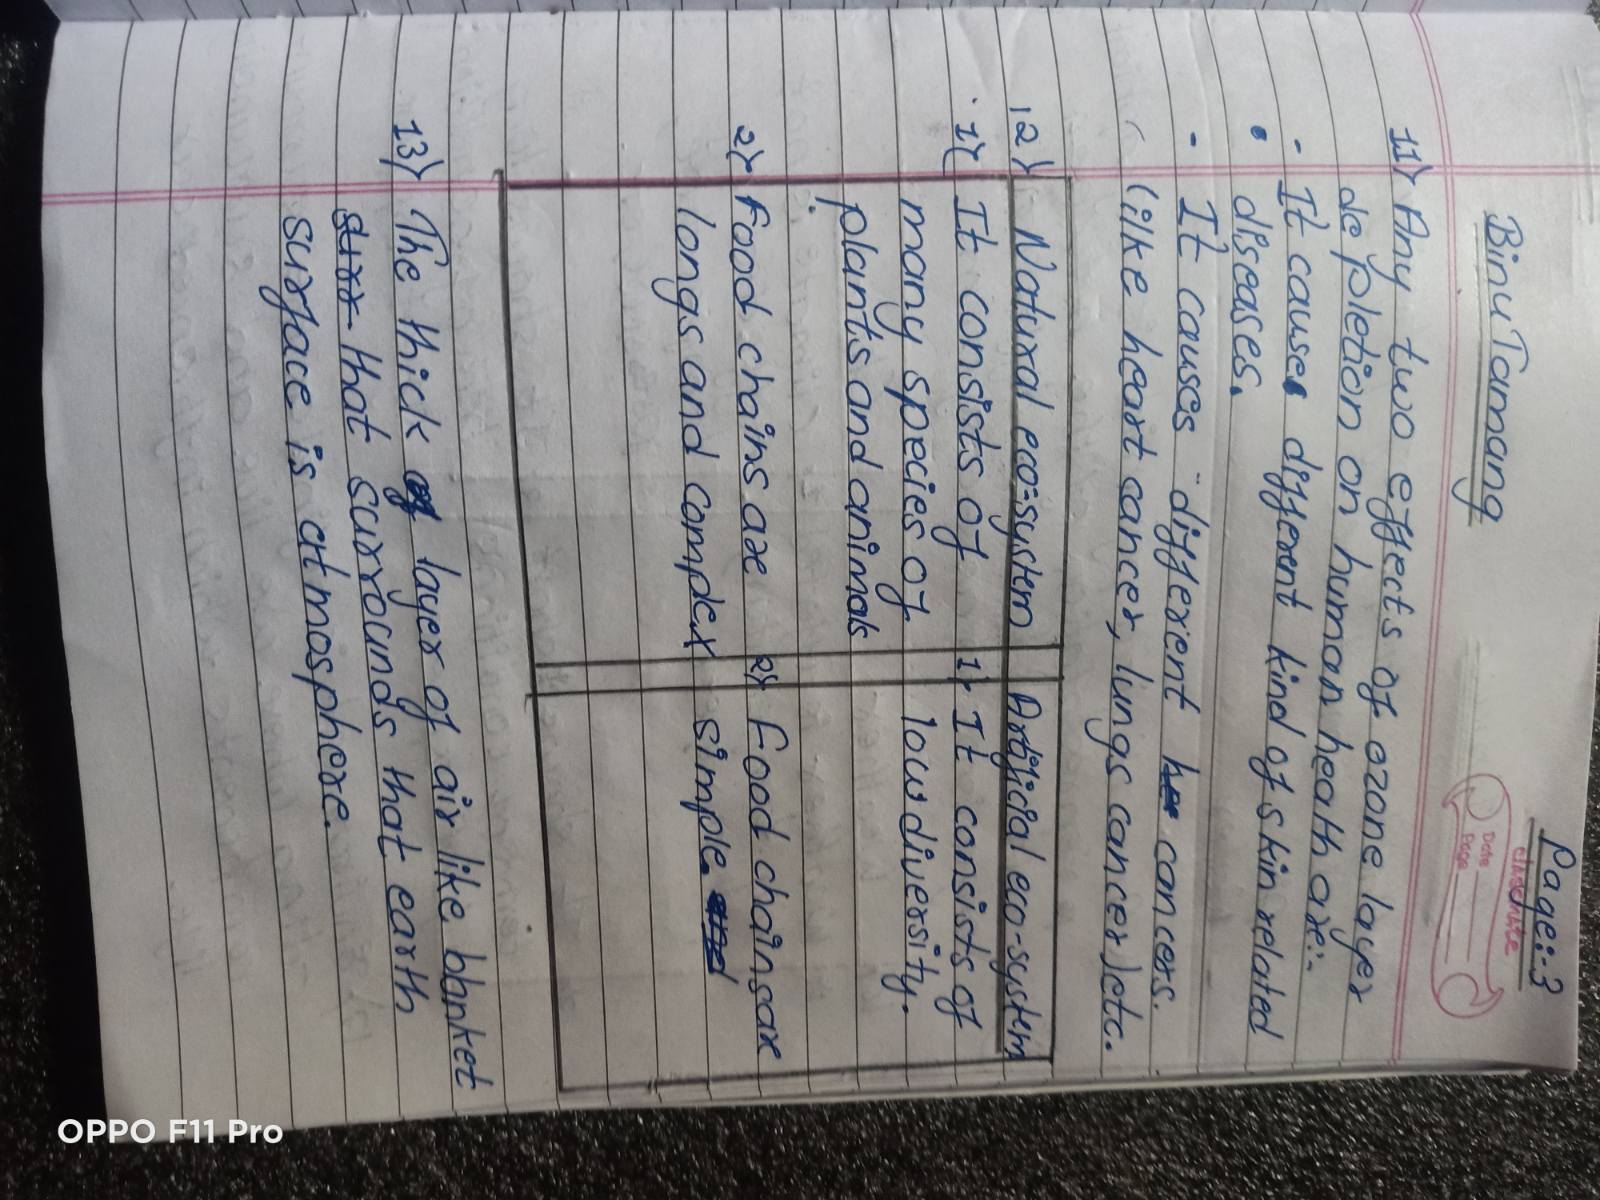 Page:-3
Binu Tamang
classmate
Date
Page
11) Any two effects of ozone layer
depletion on human health are:-
- It causes different kind of skin related
diseases.
- It causes different cancers.
(like heart cancer, lungs cancer) etc.
12) Natural eco-system
1) It consists of
many species of
plants and animals
2) Food chains are
longs and complex
Artificial eco-system
1) It consists of
low diversity.
2) Food chains are
simple.
13) The thick layer of air like blanket
that surrounds that earth
surface is atmosphere.
OPPO F11 Pro